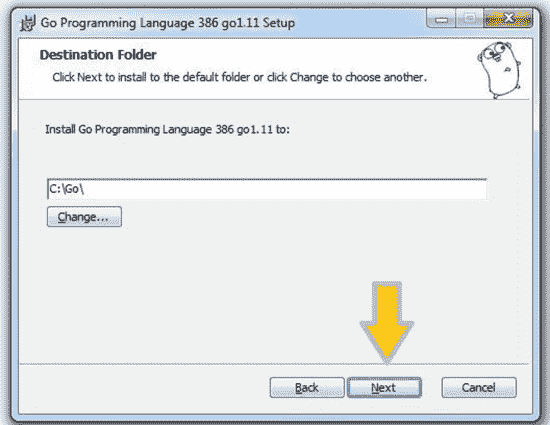 Go Programming Language 386 go1.11 Setup
Destination Folder
Click Next to install to the default folder or click Change to choose another.
Install Go Programming Language 386 go1.11 to:
C:\Go\
Change...
Back Next Cancel